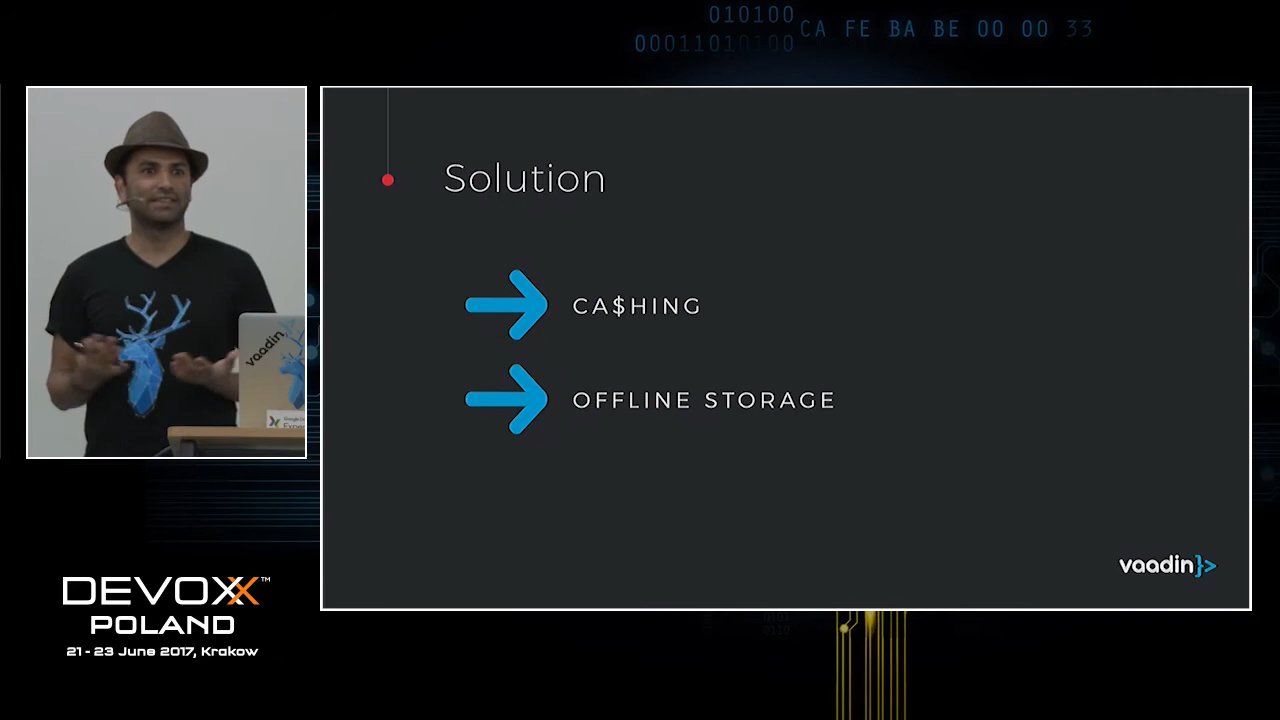 010100
00011010100
CA FE BA BE 00 00 33
Solution
CA$HING
OFFLINE STORAGE
vaadin}>
vaadin
DEVOXX™
POLAND
21 - 23 June 2017, Krakow